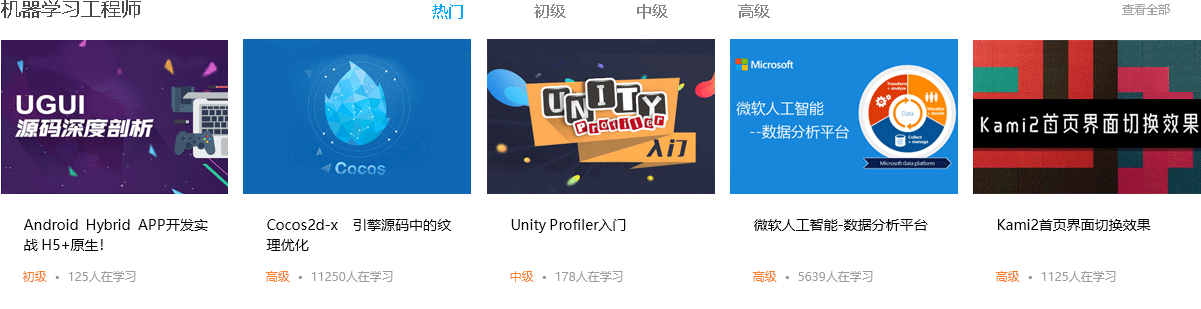 机器学习工程师
热门
初级
中级
高级
查看全部
UGUI
源码深度剖析
Cocos
UNITY
Profiler
入门
Microsoft
微软人工智能
--数据分析平台
Transform
+ analyze
Data
Visualize
+ decide
Collect
+ manage
Microsoft data platforms
Kami2首页界面切换效果
Android Hybrid APP开发实
战 H5+原生!
初级 • 125人在学习
Cocos2d-x 引擎源码中的纹
理优化
高级 • 11250人在学习
Unity Profiler入门
中级 • 178人在学习
微软人工智能-数据分析平台
高级 • 5639人在学习
Kami2首页界面切换效果
高级 • 1125人在学习